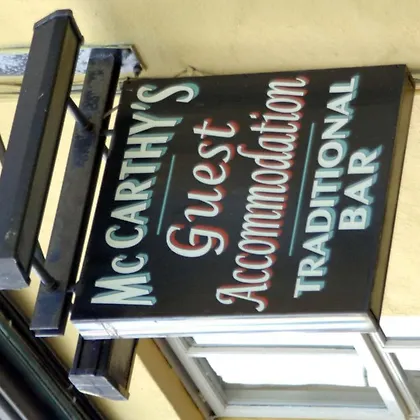 McCARTHY'S
Guest
Accommodation
TRADITIONAL
BAR